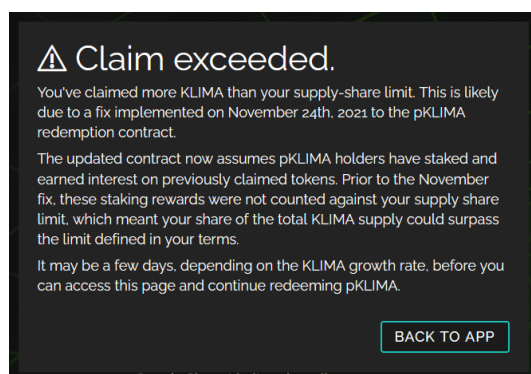 ⚠ Claim exceeded.
You've claimed more KLIMA than your supply-share limit. This is likely
due to a fix implemented on November 24th, 2021 to the pKLIMA
redemption contract.
The updated contract now assumes pKLIMA holders have staked and
earned interest on previously claimed tokens. Prior to the November
fix, these staking rewards were not counted against your supply share
limit, which meant your share of the total KLIMA supply could surpass
the limit defined in your terms.
It may be a few days, depending on the KLIMA growth rate, before you
can access this page and continue redeeming pKLIMA.
BACK TO APP